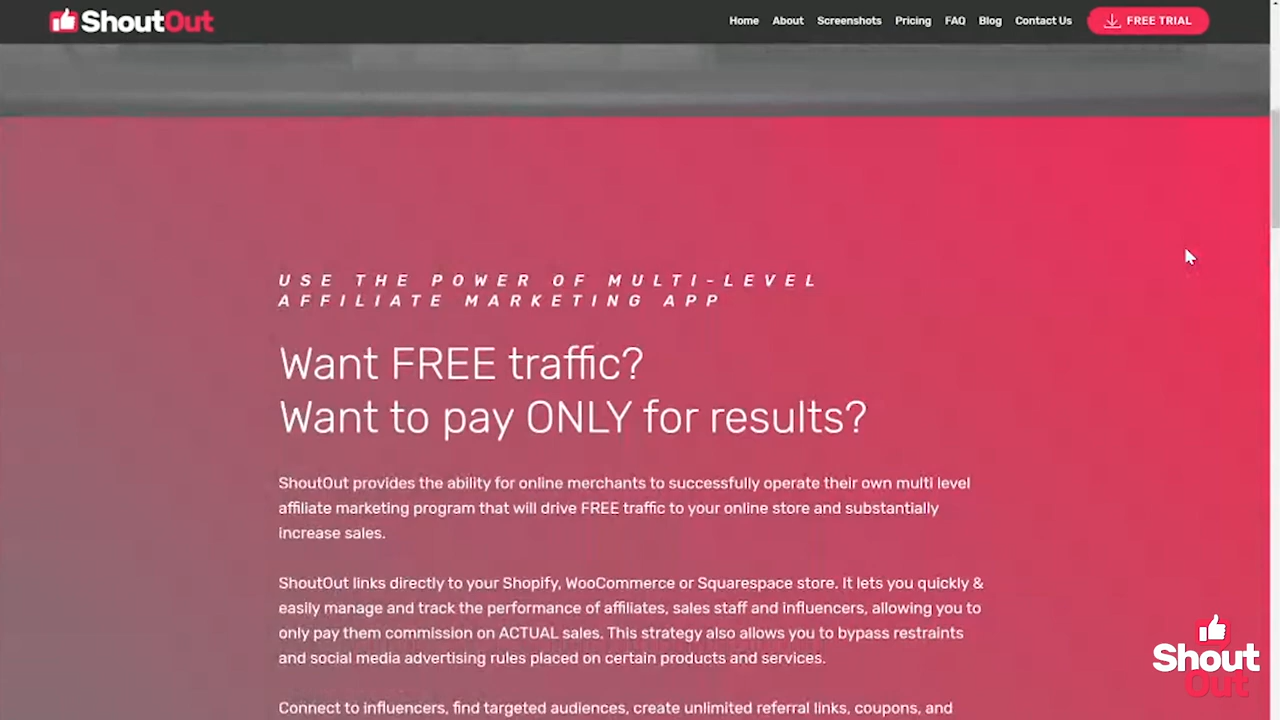 ShoutOut
Home About Screenshots Pricing FAQ Blog Contact Us FREE TRIAL
USE THE POWER OF MULTI-LEVEL
AFFILIATE MARKETING APP
Want FREE traffic?
Want to pay ONLY for results?
ShoutOut provides the ability for online merchants to successfully operate their own multi level
affiliate marketing program that will drive FREE traffic to your online store and substantially
increase sales.
ShoutOut links directly to your Shopify, WooCommerce or Squarespace store. It lets you quickly &
easily manage and track the performance of affiliates, sales staff and influencers, allowing you to
only pay them commission on ACTUAL sales. This strategy also allows you to bypass restraints
and social media advertising rules placed on certain products and services.
Connect to influencers, find targeted audiences, create unlimited referral links, coupons, and
Shout
Out